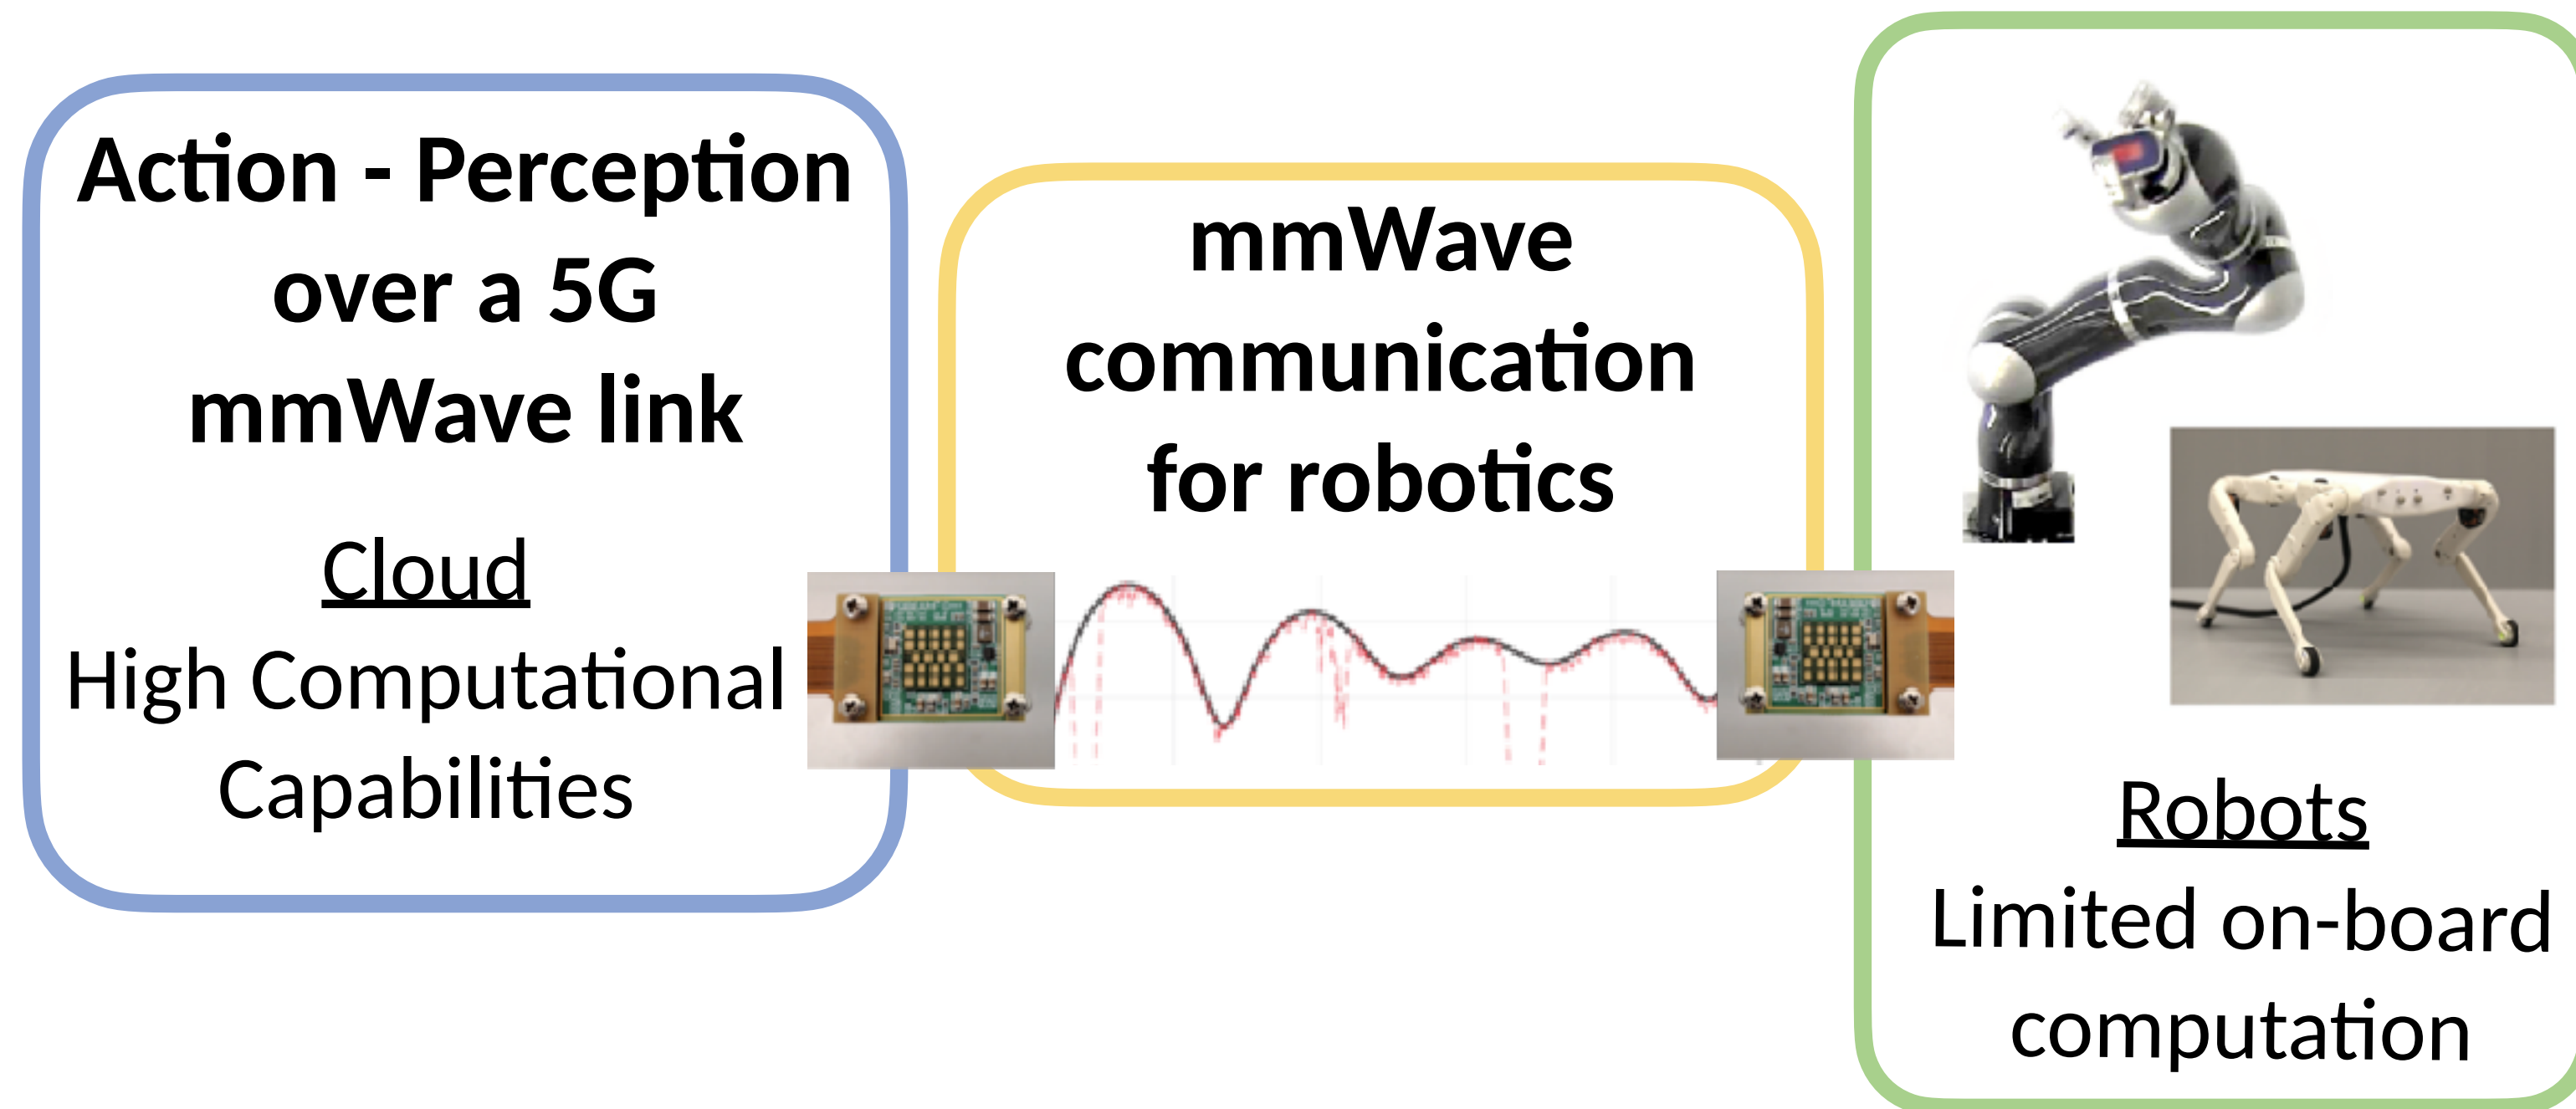 Action - Perception
over a 5G
mmWave link
Cloud
High Computational
Capabilities
mmWave
communication
for robotics
Robots
Limited on-board
computation